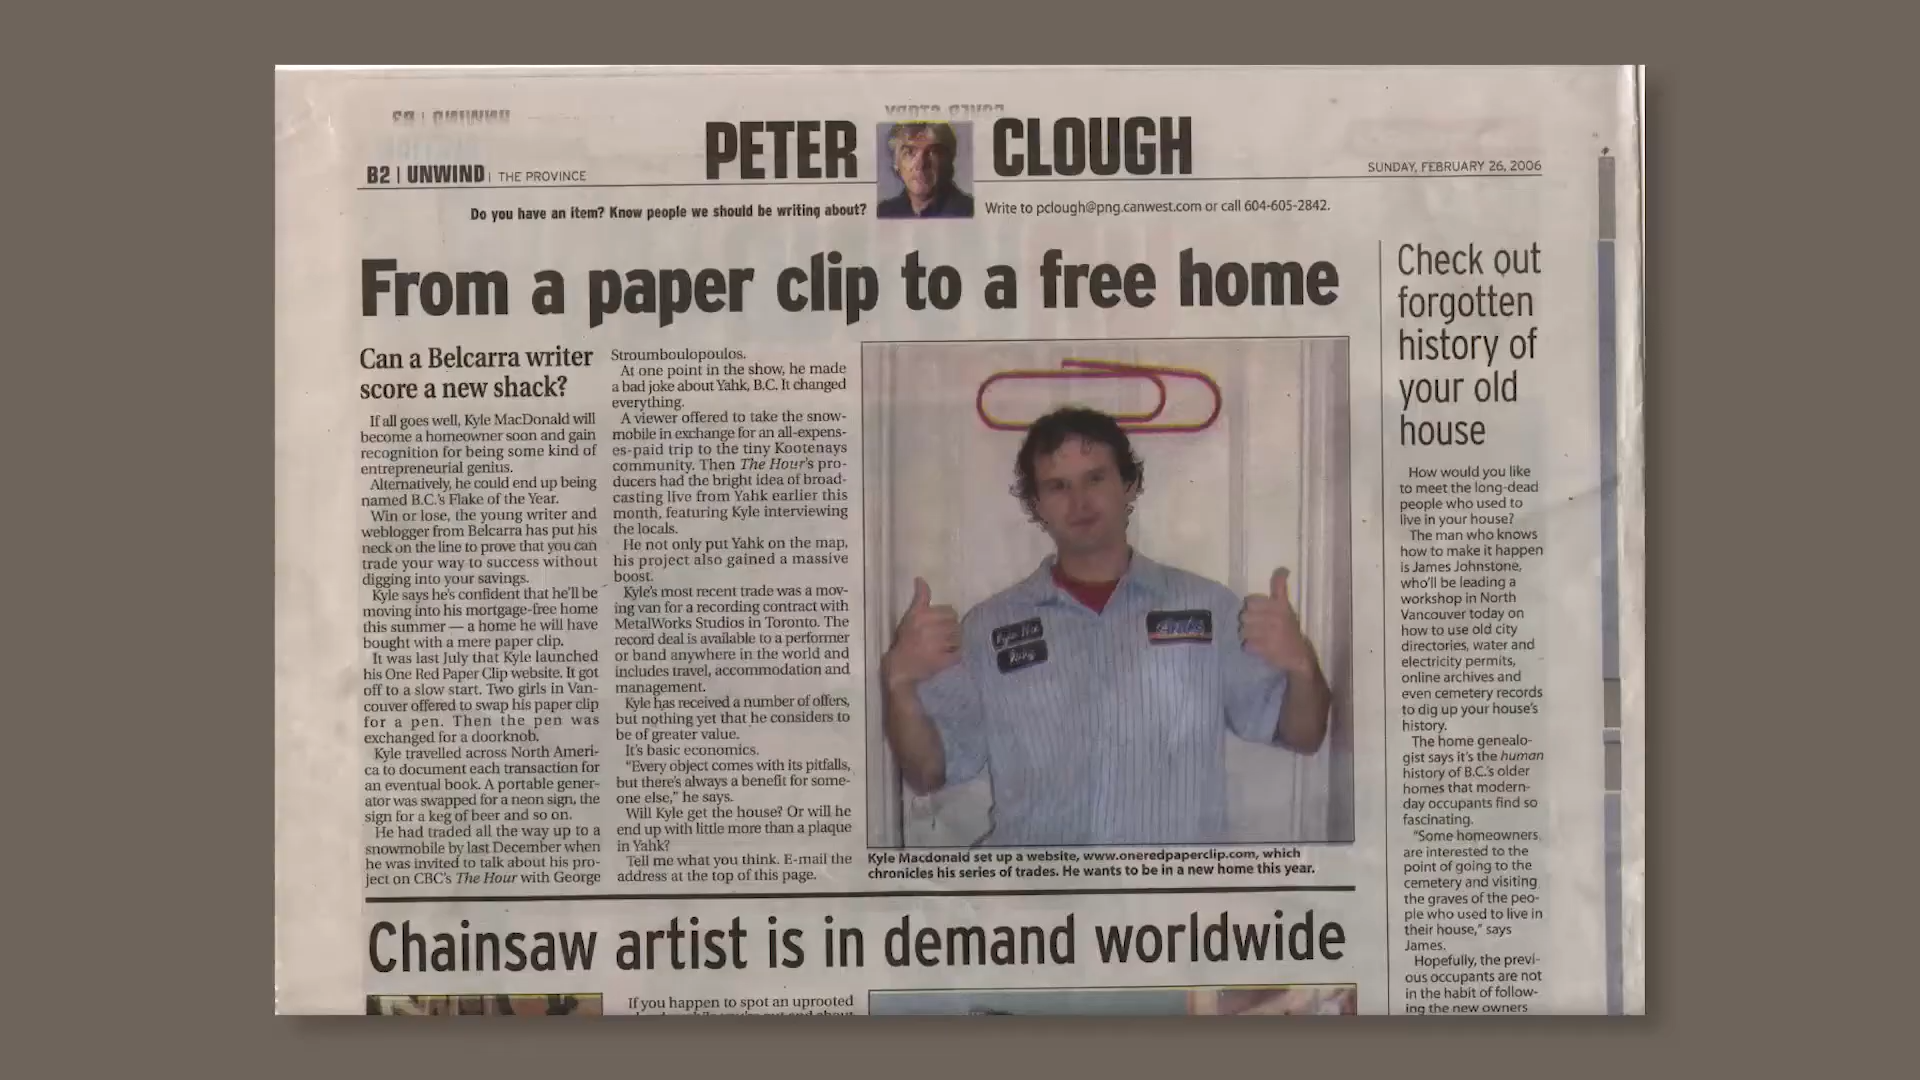 B2 | UNWIND | THE PROVINCE
PETER CLOUGH
SUNDAY, FEBRUARY 26, 2006
Do you have an item? Know people we should be writing about?
Write to pclough@png.canwest.com or call 604-605-2842.
From a paper clip to a free home
Can a Belcarra writer
score a new shack?
If all goes well, Kyle MacDonald will
become a homeowner soon and gain
recognition for being some kind of
entrepreneurial genius.
Alternatively, he could end up being
named B.C.'s Flake of the Year.
Win or lose, the young writer and
weblogger from Belcarra has put his
neck on the line to prove that you can
trade your way to success without
digging into your savings.
Kyle says he's confident that he'll be
moving into his mortgage-free home
this summer — a home he will have
bought with a mere paper clip.
It was last July that Kyle launched
his One Red Paper Clip website. It got
off to a slow start. Two girls in Van-
couver offered to swap his paper clip
for a pen. Then the pen was
exchanged for a doorknob.
Kyle travelled across North Ameri-
ca to document each transaction for
an eventual book. A portable gener-
ator was swapped for a neon sign, the
sign for a keg of beer and so on.
He had traded all the way up to a
snowmobile by last December when
he was invited to talk about his pro-
ject on CBC's The Hour with George
Stroumboulopoulos.
At one point in the show, he made
a bad joke about Yahk, B.C. It changed
everything.
A viewer offered to take the snow-
mobile in exchange for an all-expens-
es-paid trip to the tiny Kootenays
community. Then The Hour's pro-
ducers had the bright idea of broad-
casting live from Yahk earlier this
month, featuring Kyle interviewing
the locals.
He not only put Yahk on the map,
his project also gained a massive
boost.
Kyle's most recent trade was a mov-
ing van for a recording contract with
MetalWorks Studios in Toronto. The
record deal is available to a performer
or band anywhere in the world and
includes travel, accommodation and
management.
Kyle has received a number of offers,
but nothing yet that he considers to
be of greater value.
It's basic economics.
"Every object comes with its pitfalls,
but there's always a benefit for some-
one else," he says.
Will Kyle get the house? Or will he
end up with little more than a plaque
in Yahk?
Tell me what you think. E-mail the
address at the top of this page.
Kyle Macdonald set up a website, www.oneredpaperclip.com, which
chronicles his series of trades. He wants to be in a new home this year.
Check out
forgotten
history of
your old
house
How would you like
to meet the long-dead
people who used to
live in your house?
The man who knows
how to make it happen
is James Johnstone,
who'll be leading a
workshop in North
Vancouver today on
how to use old city
directories, water and
electricity permits,
online archives and
even cemetery records
to dig up your house's
history.
The home genealo-
gist says it's the human
history of B.C.'s older
homes that modern-
day occupants find so
fascinating.
"Some homeowners
are interested to the
point of going to the
cemetery and visiting
the graves of the peo-
ple who used to live in
their house," says
James.
Hopefully, the previ-
ous occupants are not
in the habit of follow-
ing the new owners
Chainsaw artist is in demand worldwide
If you happen to spot an uprooted